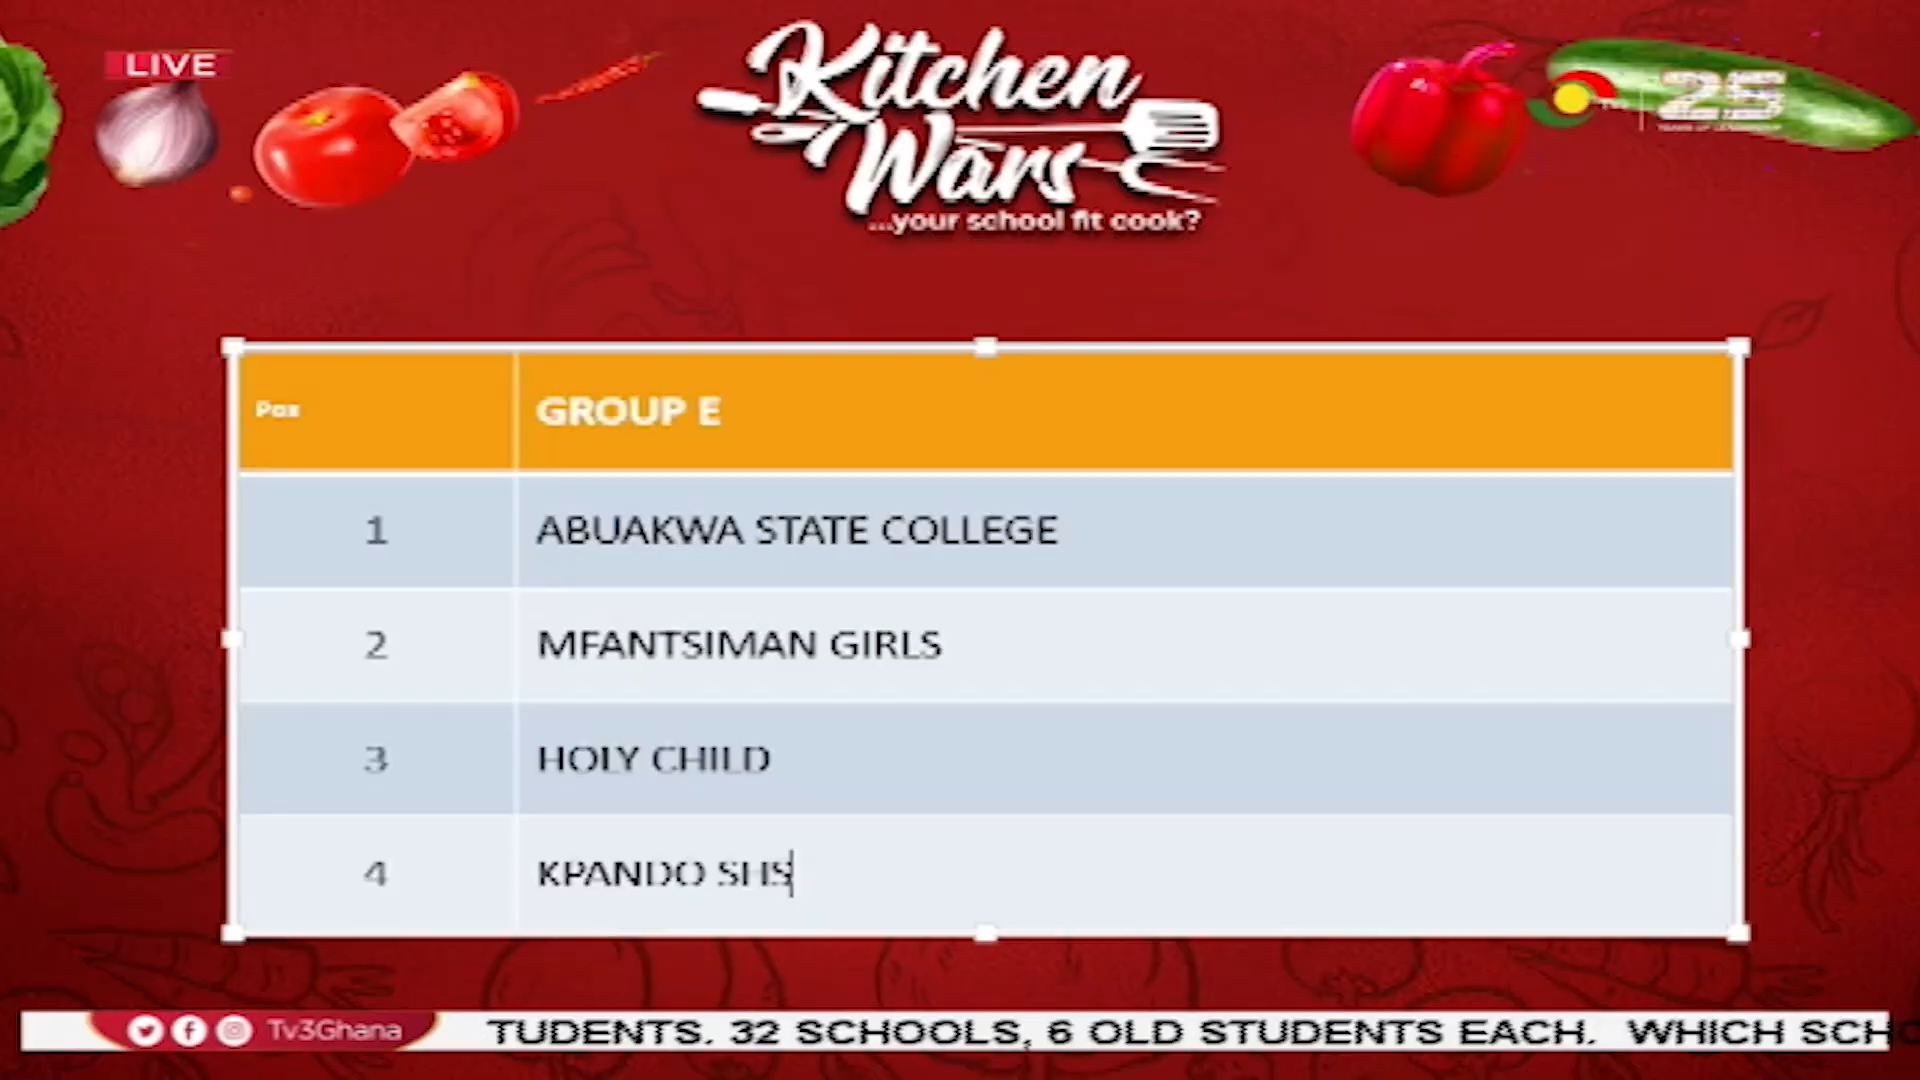 LIVE
Kitchen
Wars
...your school fit cook?
25
Pos GROUP E
1 ABUAKWA STATE COLLEGE
2 MFANTSIMAN GIRLS
3 HOLY CHILD
4 KPANDO SHS
Tv3Ghana TUDENTS. 32 SCHOOLS, 6 OLD STUDENTS EACH. WHICH SCHO